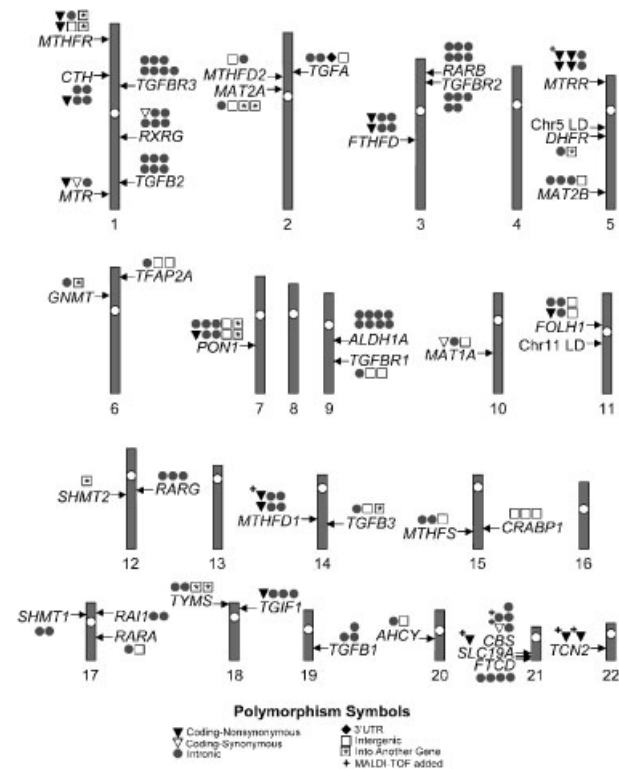 MTHFR
CTH
TGFBR3
RXRG
TGFB2
MTR
1
MTHFD2
TGFA
MAT2A
2
RARB
TGFBR2
FTHFD
3
4
MTRR
Chr5 LD
DHFR
MAT2B
5
TFAP2A
GNMT
6
PON1
7
8
ALDH1A
TGFBR1
9
MAT1A
10
FOLH1
Chr11 LD
11
SHMT2
RARG
12
13
MTHFD1
TGFB3
14
MTHFS
CRABP1
15
16
SHMT1
RAI1
RARA
17
TYMS
TGIF1
18
TGFB1
19
AHCY
20
CBS
SLC19A
FTCD
21
TCN2
22
Polymorphism Symbols
Coding-Nonsynonymous
Coding-Synonymous
Intronic
3'UTR
Intergenic
Into Another Gene
MALDI-TOF added